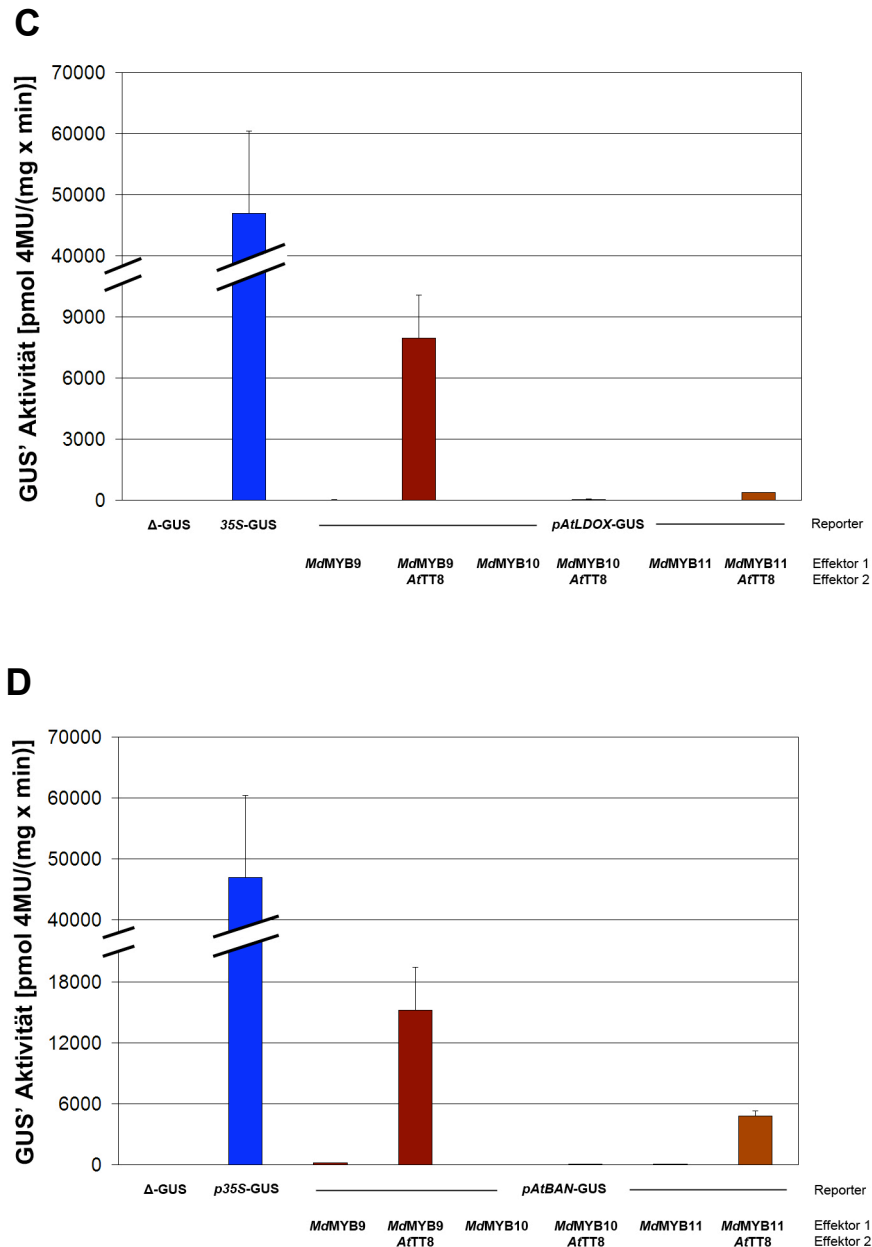 C
GUS' Aktivität [pmol 4MU/(mg x min)]
70000
60000
50000
40000
9000
6000
3000
0
Δ-GUS 35S-GUS pAtLDOX-GUS Reporter
MdMYB9 MdMYB9 MdMYB10 MdMYB10 MdMYB11 MdMYB11 Effektor 1
AtTT8 AtTT8 AtTT8 Effektor 2
D
GUS' Aktivität [pmol 4MU/(mg x min)]
70000
60000
50000
40000
18000
12000
6000
0
Δ-GUS p35S-GUS pAtBAN-GUS Reporter
MdMYB9 MdMYB9 MdMYB10 MdMYB10 MdMYB11 MdMYB11 Effektor 1
AtTT8 AtTT8 AtTT8 Effektor 2